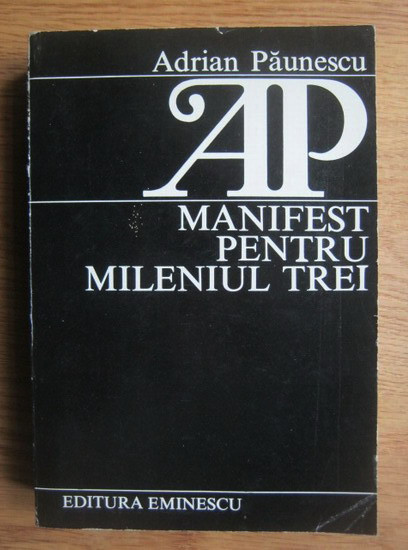 Adrian Păunescu
AP
MANIFEST
PENTRU
MILENIUL TREI
EDITURA EMINESCU